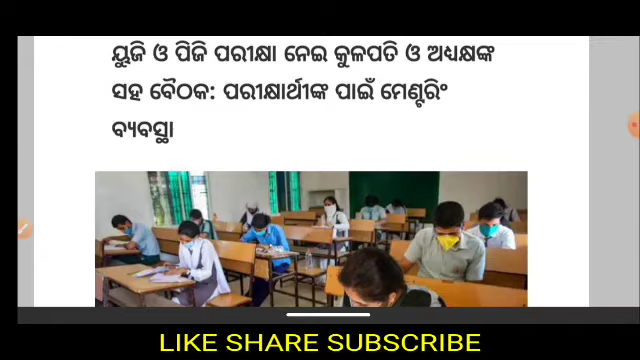 ୟୁଜି ଓ ପିଜି ପରୀକ୍ଷା ନେଇ କୁଳପତି ଓ ଅଧ୍ୟକ୍ଷଙ୍କ
ସହ ବୈଠକ: ପରୀକ୍ଷାର୍ଥୀଙ୍କ ପାଇଁ ମେଣ୍ଟରିଂ
ବ୍ୟବସ୍ଥା
LIKE SHARE SUBSCRIBE